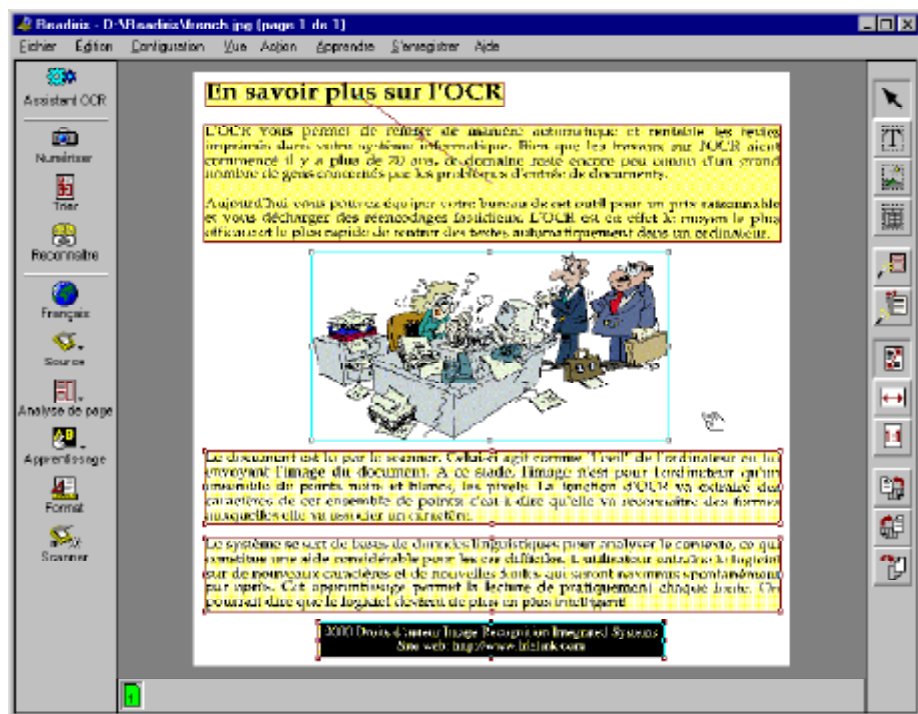 Readiris - D:\Readiris\french.jpg (page 1 de 1)
Fichier Édition Configuration Vue Action Apprendre S'enregistrer Aide
Assistant OCR
Numériser
Trier
Reconnaître
Français
Source
Analyse de page
Apprentissage
Format
Scanner
En savoir plus sur l'OCR
L'OCR vous permet de rentrer de manière automatique et rentable les textes
imprimés dans votre système informatique. Bien que les travaux sur l'OCR aient
commencé il y a plus de 20 ans, ce domaine reste encore peu connu d'un grand
nombre de gens concernés par les problèmes d'entrée de documents.
Aujourd'hui vous pouvez équiper votre bureau de cet outil pour un prix raisonnable
et vous décharger des réencodages fastidieux. L'OCR est en effet le moyen le plus
efficace et le plus rapide de rentrer des textes automatiquement dans un ordinateur.
Le document est lu par le scanner. Celui-ci agit comme "l'oeil" de l'ordinateur en lui
envoyant l'image du document. A ce stade, l'image n'est pour l'ordinateur qu'un
ensemble de points noirs et blancs, les pixels. La fonction d'OCR va extraire des
caractères de cet ensemble de points: c'est à dire qu'elle va reconnaître des formes
auxquelles elle va associer un caractère.
Le système se sert de bases de données linguistiques pour analyser le contexte, ce qui
constitue une aide considérable pour les cas difficiles. L'utilisateur entraîne le logiciel
sur de nouveaux caractères et de nouvelles fontes qui seront reconnus spontanément
par après. Cet apprentissage permet la lecture de pratiquement chaque fonte. On
pourrait dire que le logiciel devient de plus en plus intelligent!
2000 Droits d'auteur Image Recognition Integrated Systems
Site web: http://www.irislink.com
1